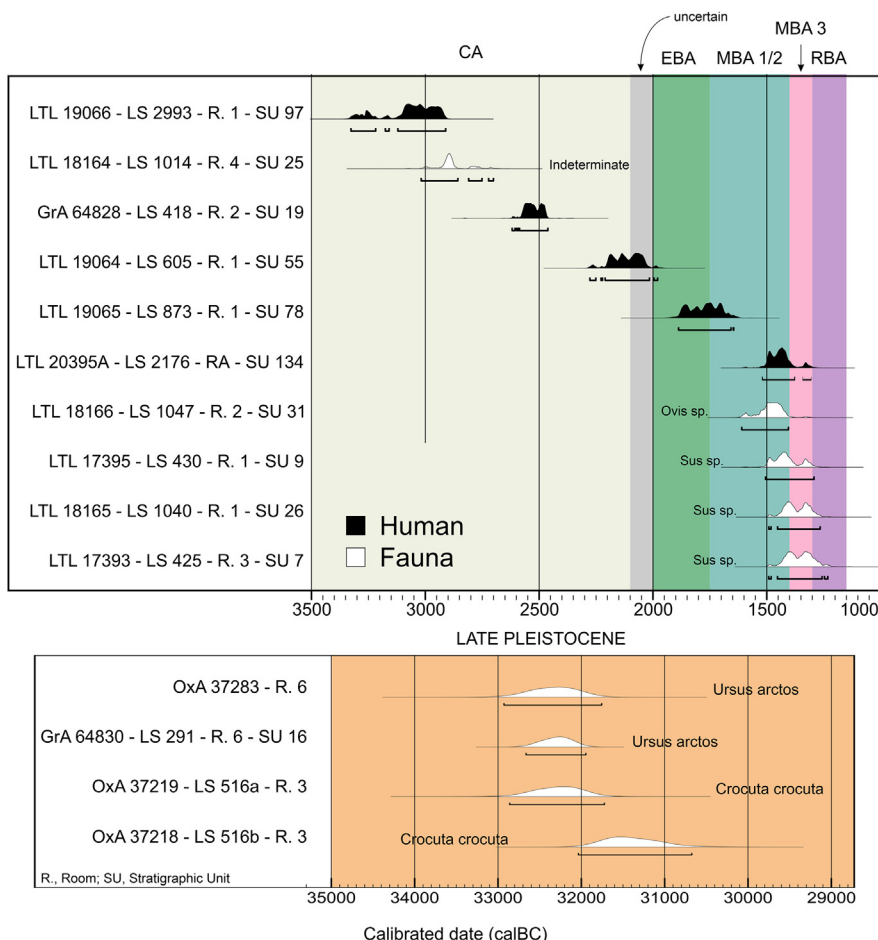 uncertain
MBA 3
CA
EBA
MBA 1/2
RBA
LTL 19066 - LS 2993 - R. 1 - SU 97
LTL 18164 - LS 1014 - R. 4 - SU 25
Indeterminate
GrA 64828 - LS 418 - R. 2 - SU 19
LTL 19064 - LS 605 - R. 1 - SU 55
LTL 19065 - LS 873 - R. 1 - SU 78
LTL 20395A - LS 2176 - RA - SU 134
LTL 18166 - LS 1047 - R. 2 - SU 31
Ovis sp.
LTL 17395 - LS 430 - R. 1 - SU 9
Sus sp.
LTL 18165 - LS 1040 - R. 1 - SU 26
Sus sp.
LTL 17393 - LS 425 - R. 3 - SU 7
Sus sp.
Human
Fauna
3500 3000 2500 2000 1500 1000
LATE PLEISTOCENE
OxA 37283 - R. 6
Ursus arctos
GrA 64830 - LS 291 - R. 6 - SU 16
Ursus arctos
OxA 37219 - LS 516a - R. 3
Crocuta crocuta
OxA 37218 - LS 516b - R. 3
Crocuta crocuta
R., Room; SU, Stratigraphic Unit
35000 34000 33000 32000 31000 30000 29000
Calibrated date (calBC)